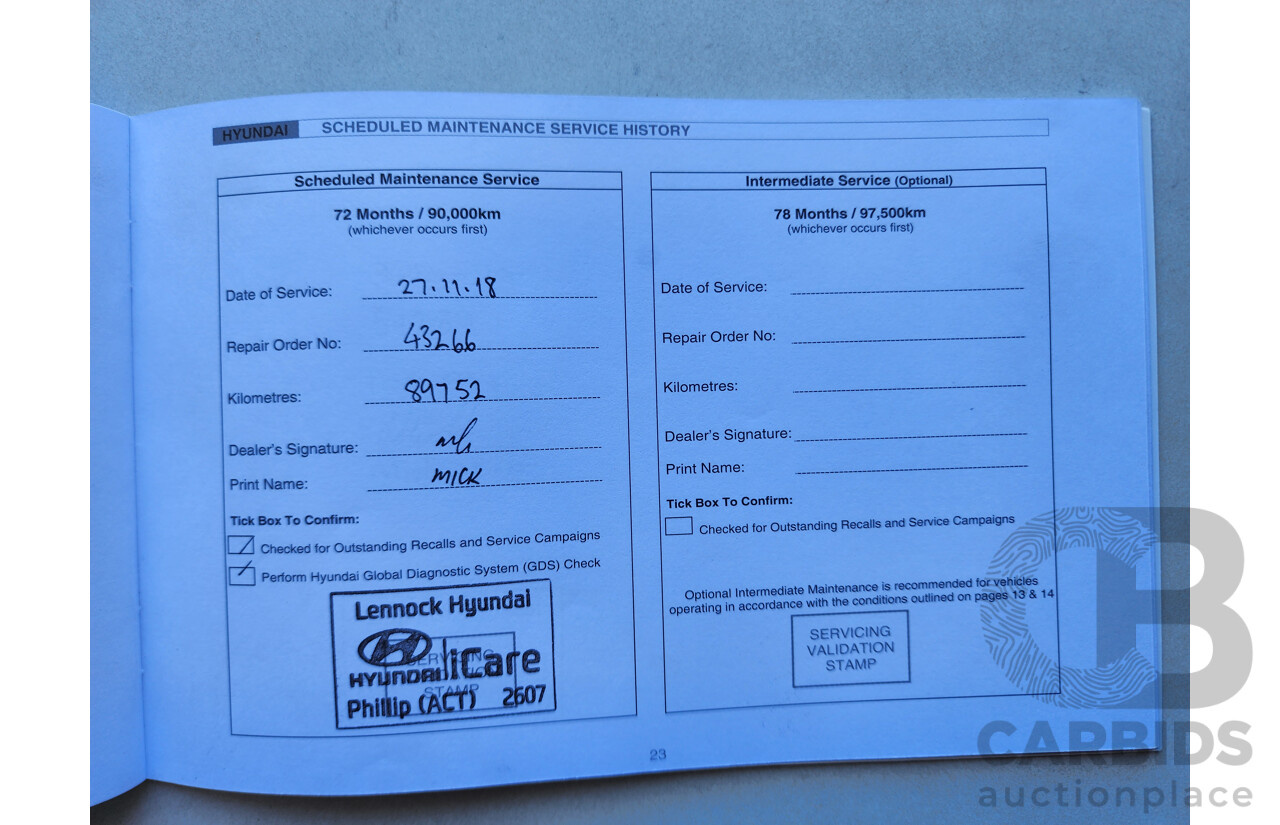 HYUNDAI SCHEDULED MAINTENANCE SERVICE HISTORY
Scheduled Maintenance Service
72 Months / 90,000km
(whichever occurs first)
Date of Service: 27.11.18
Repair Order No: 43266
Kilometres: 89752
Dealer's Signature:
Print Name: MICK
Tick Box To Confirm:
Checked for Outstanding Recalls and Service Campaigns
Perform Hyundai Global Diagnostic System (GDS) Check
Lennock Hyundai
HYUNDAI iCare
Phillip (ACT) 2607
SERVICING
STAMP
Intermediate Service (Optional)
78 Months / 97,500km
(whichever occurs first)
Date of Service:
Repair Order No:
Kilometres:
Dealer's Signature:
Print Name:
Tick Box To Confirm:
Checked for Outstanding Recalls and Service Campaigns
Optional Intermediate Maintenance is recommended for vehicles
operating in accordance with the conditions outlined on pages 13 & 14
SERVICING
VALIDATION
STAMP
23
CB
CARBIDS
auctionplace